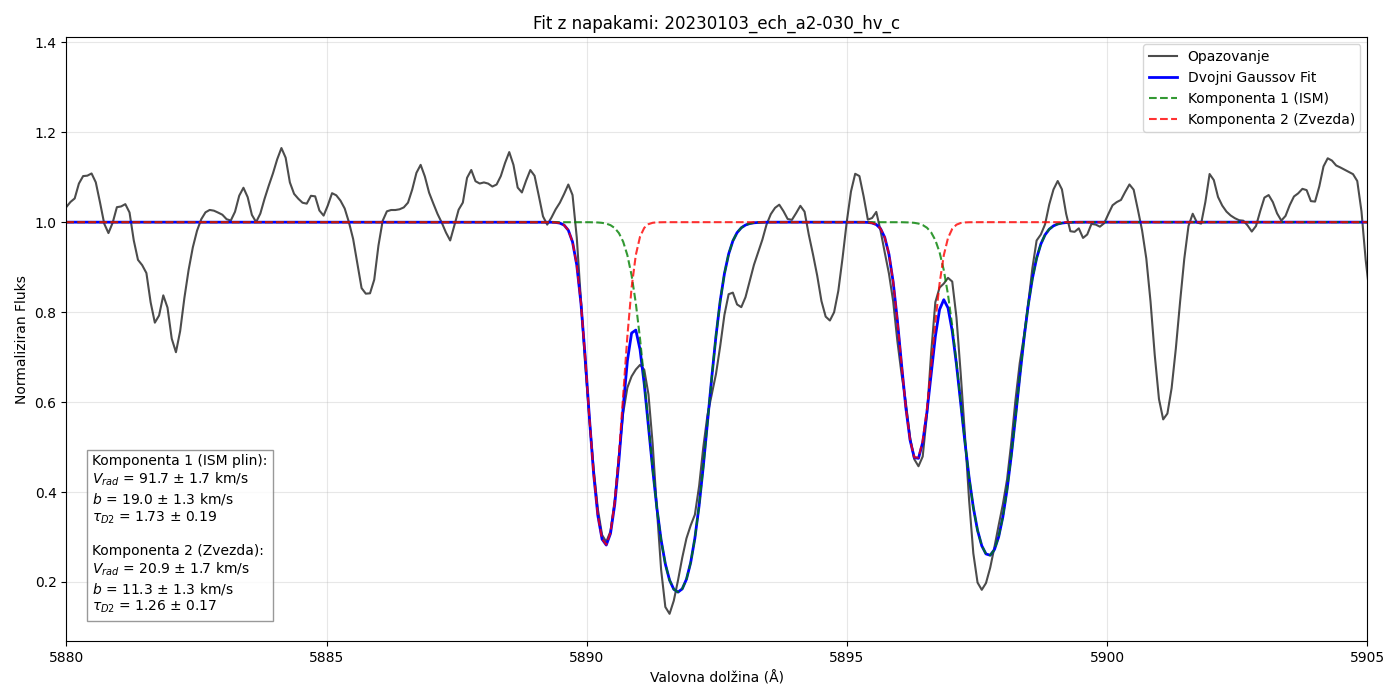 Fit z napakami: 20230103_ech_a2-030_hv_c
1.4
1.2
1.0
0.8
0.6
0.4
0.2
Normaliziran Fluks
Opazovanje
Dvojni Gaussov Fit
Komponenta 1 (ISM)
Komponenta 2 (Zvezda)
Komponenta 1 (ISM plin):
V_rad = 91.7 ± 1.7 km/s
b = 19.0 ± 1.3 km/s
τ_D2 = 1.73 ± 0.19
Komponenta 2 (Zvezda):
V_rad = 20.9 ± 1.7 km/s
b = 11.3 ± 1.3 km/s
τ_D2 = 1.26 ± 0.17
5880
5885
5890
5895
5900
5905
Valovna dolžina (Å)